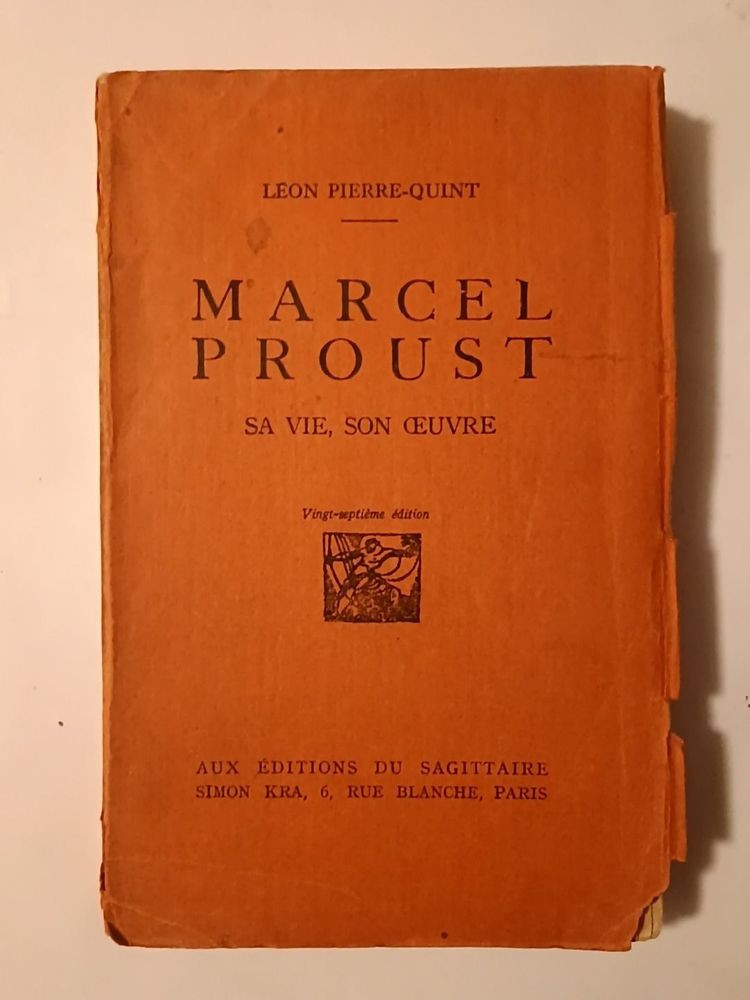 LÉON PIERRE-QUINT
MARCEL
PROUST
SA VIE, SON ŒUVRE
Vingt-septième édition
AUX ÉDITIONS DU SAGITTAIRE
SIMON KRA, 6, RUE BLANCHE, PARIS